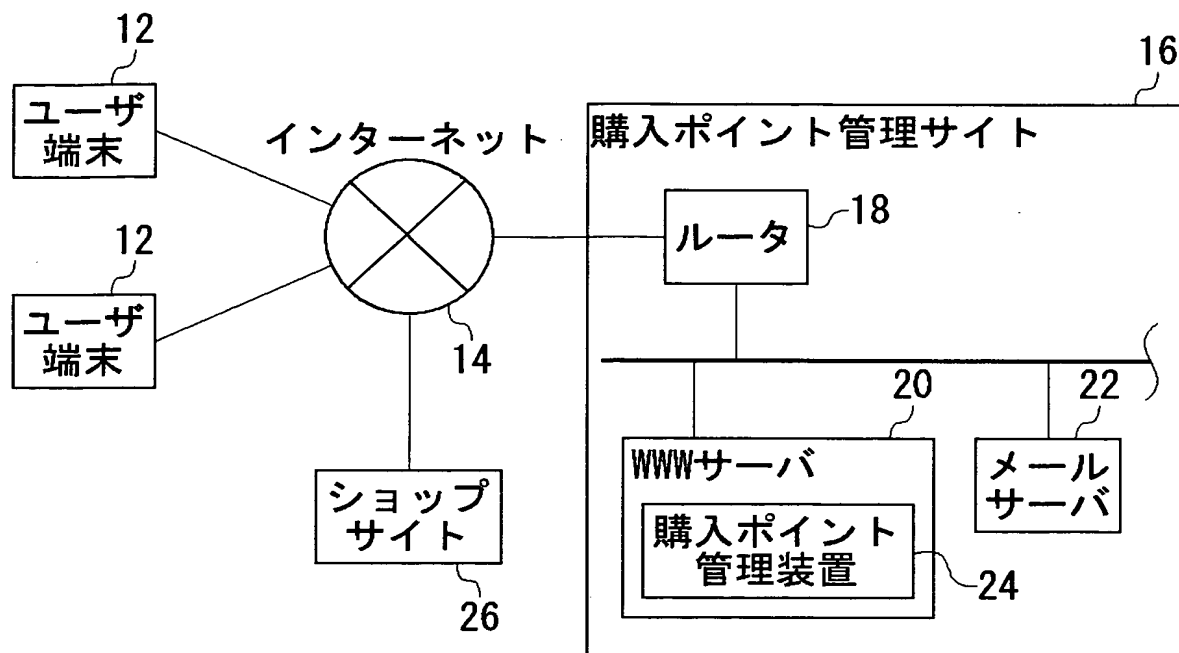 12
ユーザ
端末
12
ユーザ
端末
インターネット
14
ショップ
サイト
26
16
購入ポイント管理サイト
ルータ
18
20
WWWサーバ
購入ポイント
管理装置
24
22
メール
サーバ